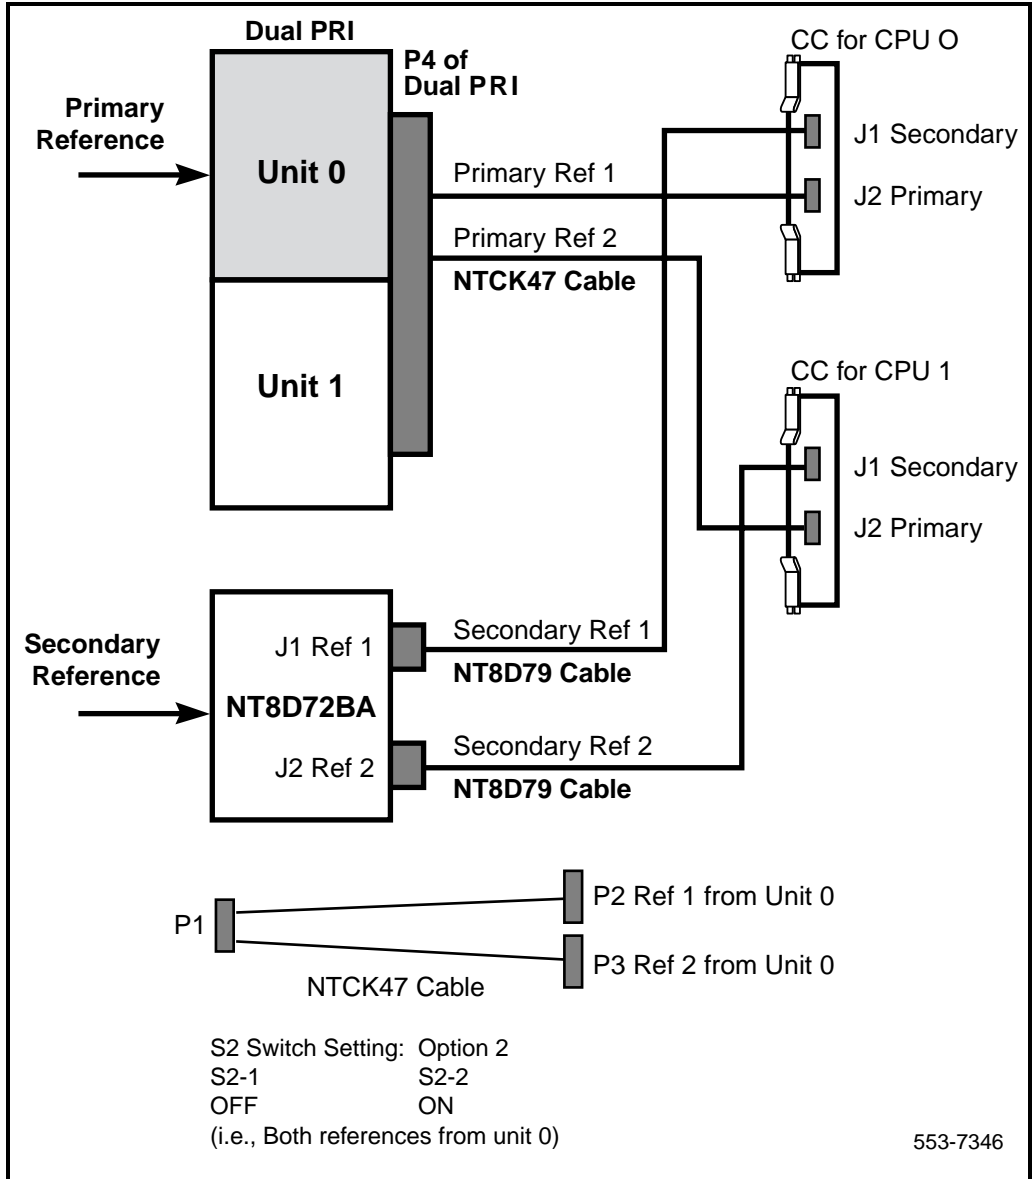 Dual PRI
P4 of
Dual PRI
CC for CPU O
Primary
Reference
Unit 0
Primary Ref 1
J1 Secondary
J2 Primary
Primary Ref 2
NTCK47 Cable
Unit 1
CC for CPU 1
J1 Secondary
J2 Primary
Secondary
Reference
J1 Ref 1
NT8D72BA
J2 Ref 2
Secondary Ref 1
NT8D79 Cable
Secondary Ref 2
NT8D79 Cable
P1
P2 Ref 1 from Unit 0
P3 Ref 2 from Unit 0
NTCK47 Cable
S2 Switch Setting: Option 2
S2-1 S2-2
OFF ON
(i.e., Both references from unit 0)
553-7346